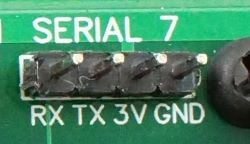 SERIAL 7
RX TX 3V GND